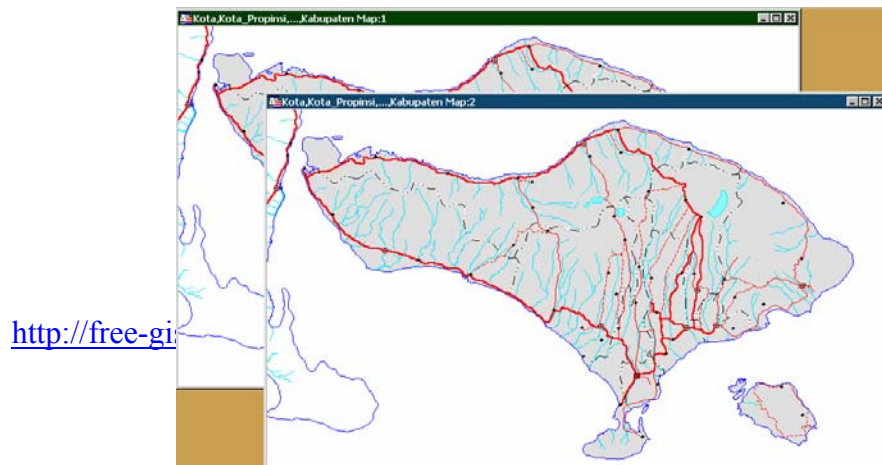 Kota,Kota_Propinsi,...,Kabupaten Map:1
Kota,Kota_Propinsi,...,Kabupaten Map:2
http://free-gis